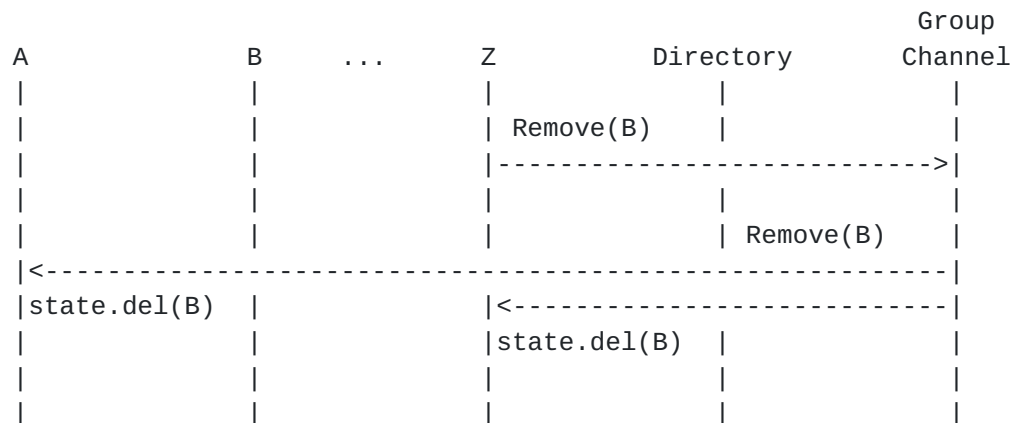 Group
A B ... Z Directory Channel
Remove(B)
Remove(B)
state.del(B)
state.del(B)